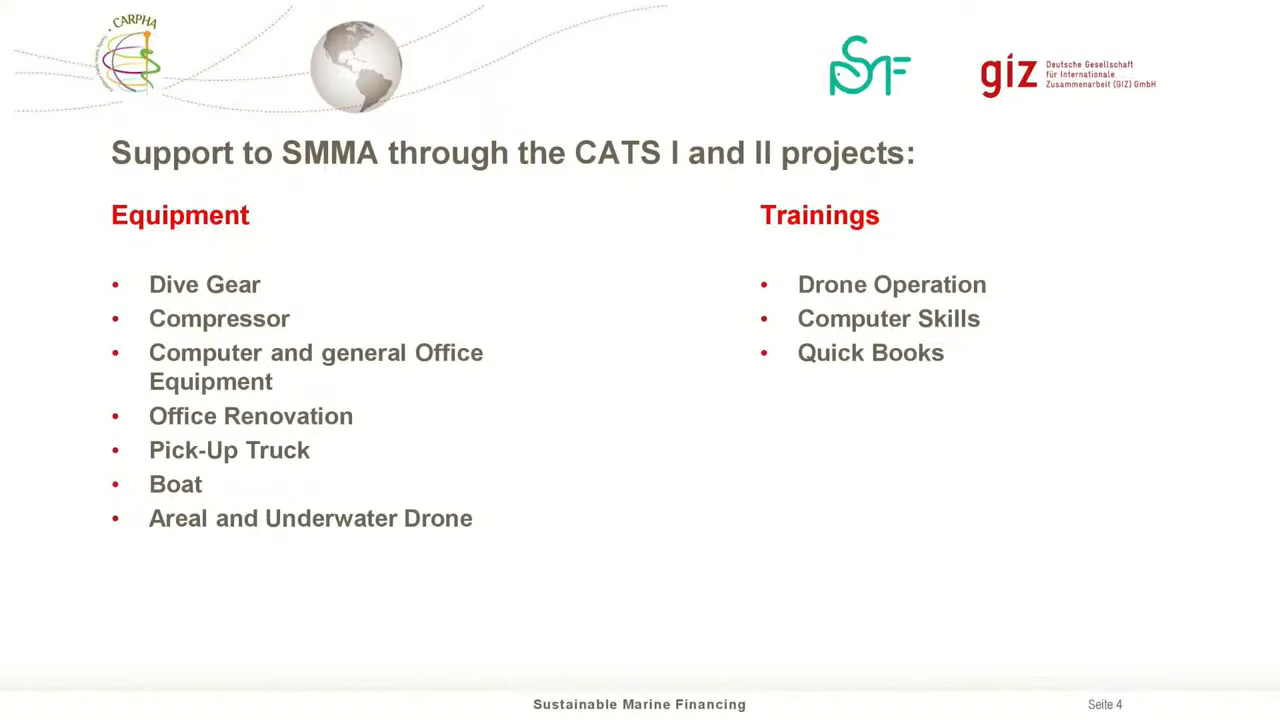 CARPHA
SMF
giz Deutsche Gesellschaft
für Internationale
Zusammenarbeit (GIZ) GmbH
Support to SMMA through the CATS I and II projects:
Equipment
• Dive Gear
• Compressor
• Computer and general Office
Equipment
• Office Renovation
• Pick-Up Truck
• Boat
• Areal and Underwater Drone
Trainings
• Drone Operation
• Computer Skills
• Quick Books
Sustainable Marine Financing
Seite 4